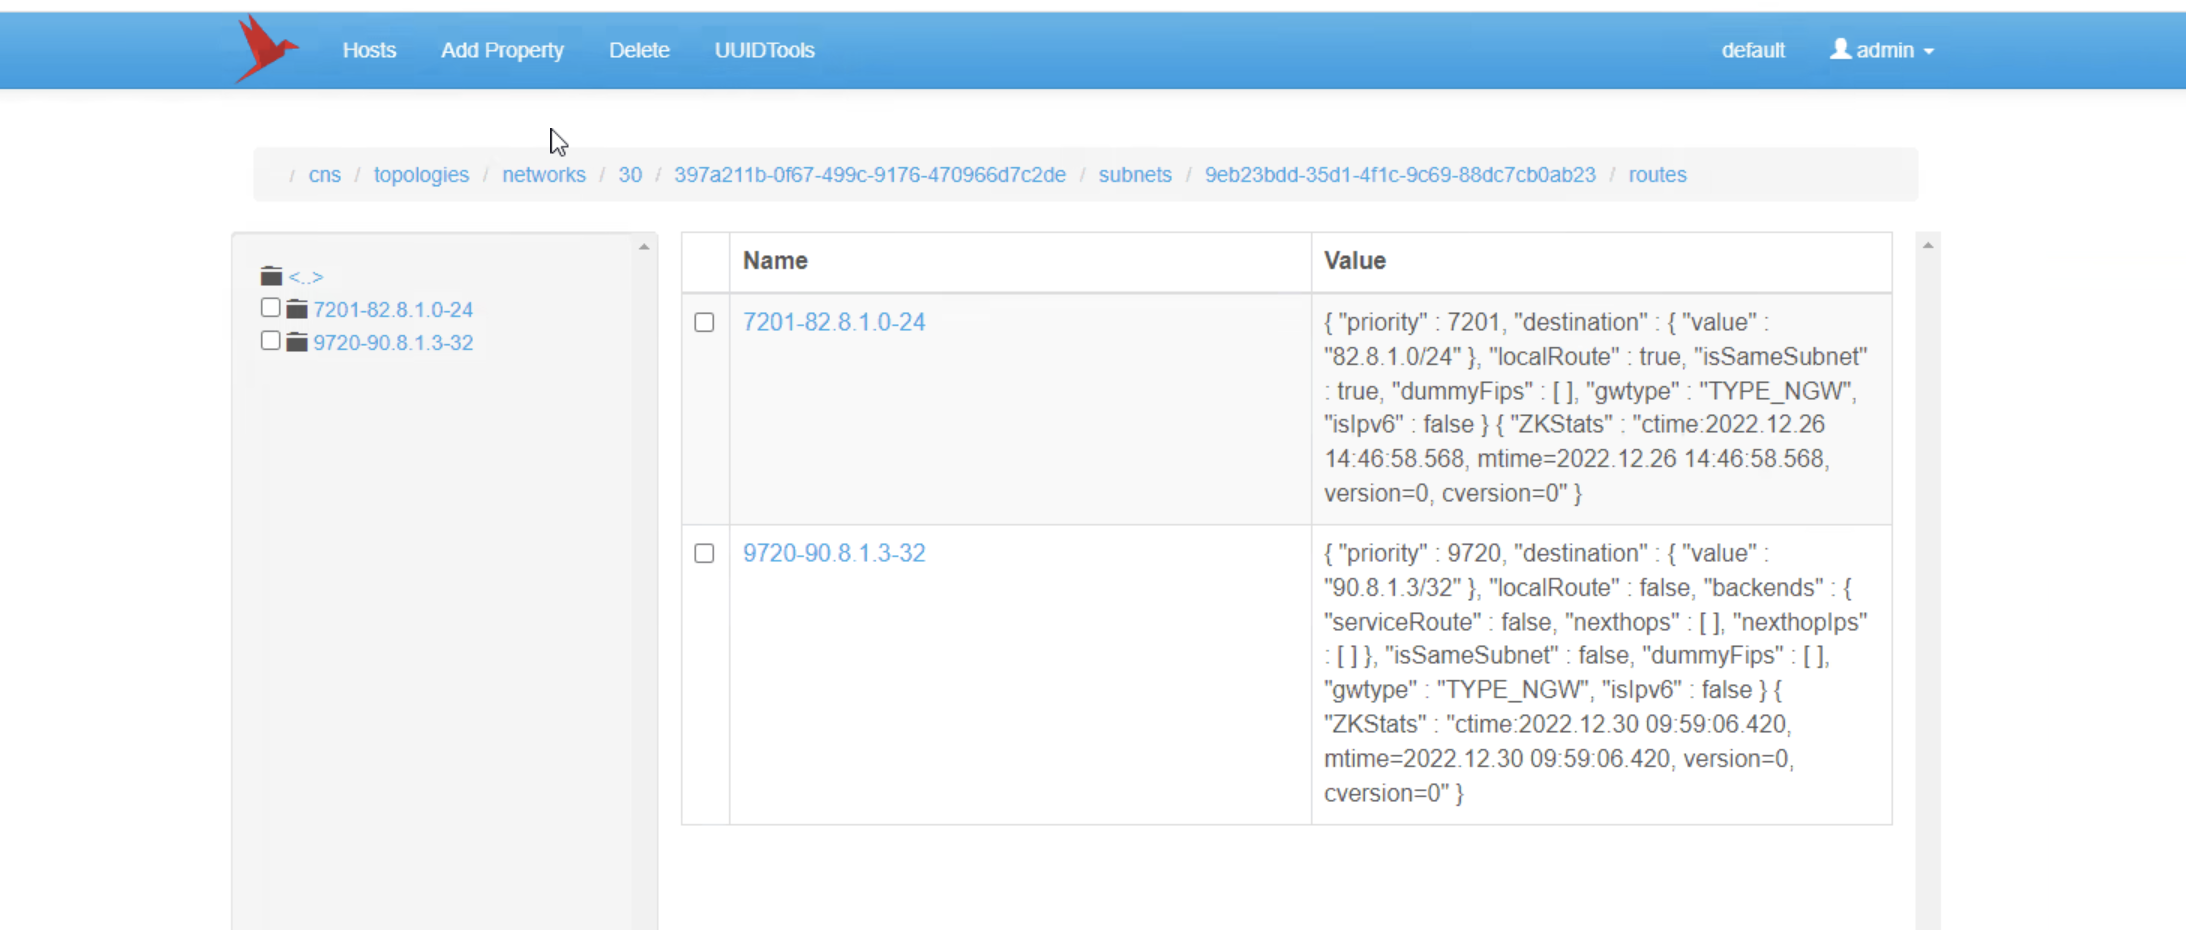 Hosts Add Property Delete UUIDTools default admin
/ cns / topologies / networks / 30 / 397a211b-0f67-499c-9176-470966d7c2de / subnets / 9eb23bdd-35d1-4f1c-9c69-88dc7cb0ab23 / routes
<..>
7201-82.8.1.0-24
9720-90.8.1.3-32
Name Value
7201-82.8.1.0-24
{ "priority" : 7201, "destination" : { "value" :
"82.8.1.0/24" }, "localRoute" : true, "isSameSubnet"
: true, "dummyFips" : [ ], "gwtype" : "TYPE_NGW",
"isIpv6" : false } { "ZKStats" : "ctime:2022.12.26
14:46:58.568, mtime=2022.12.26 14:46:58.568,
version=0, cversion=0" }
9720-90.8.1.3-32
{ "priority" : 9720, "destination" : { "value" :
"90.8.1.3/32" }, "localRoute" : false, "backends" : {
"serviceRoute" : false, "nexthops" : [ ], "nexthopIps"
: [ ] }, "isSameSubnet" : false, "dummyFips" : [ ],
"gwtype" : "TYPE_NGW", "isIpv6" : false } {
"ZKStats" : "ctime:2022.12.30 09:59:06.420,
mtime=2022.12.30 09:59:06.420, version=0,
cversion=0" }